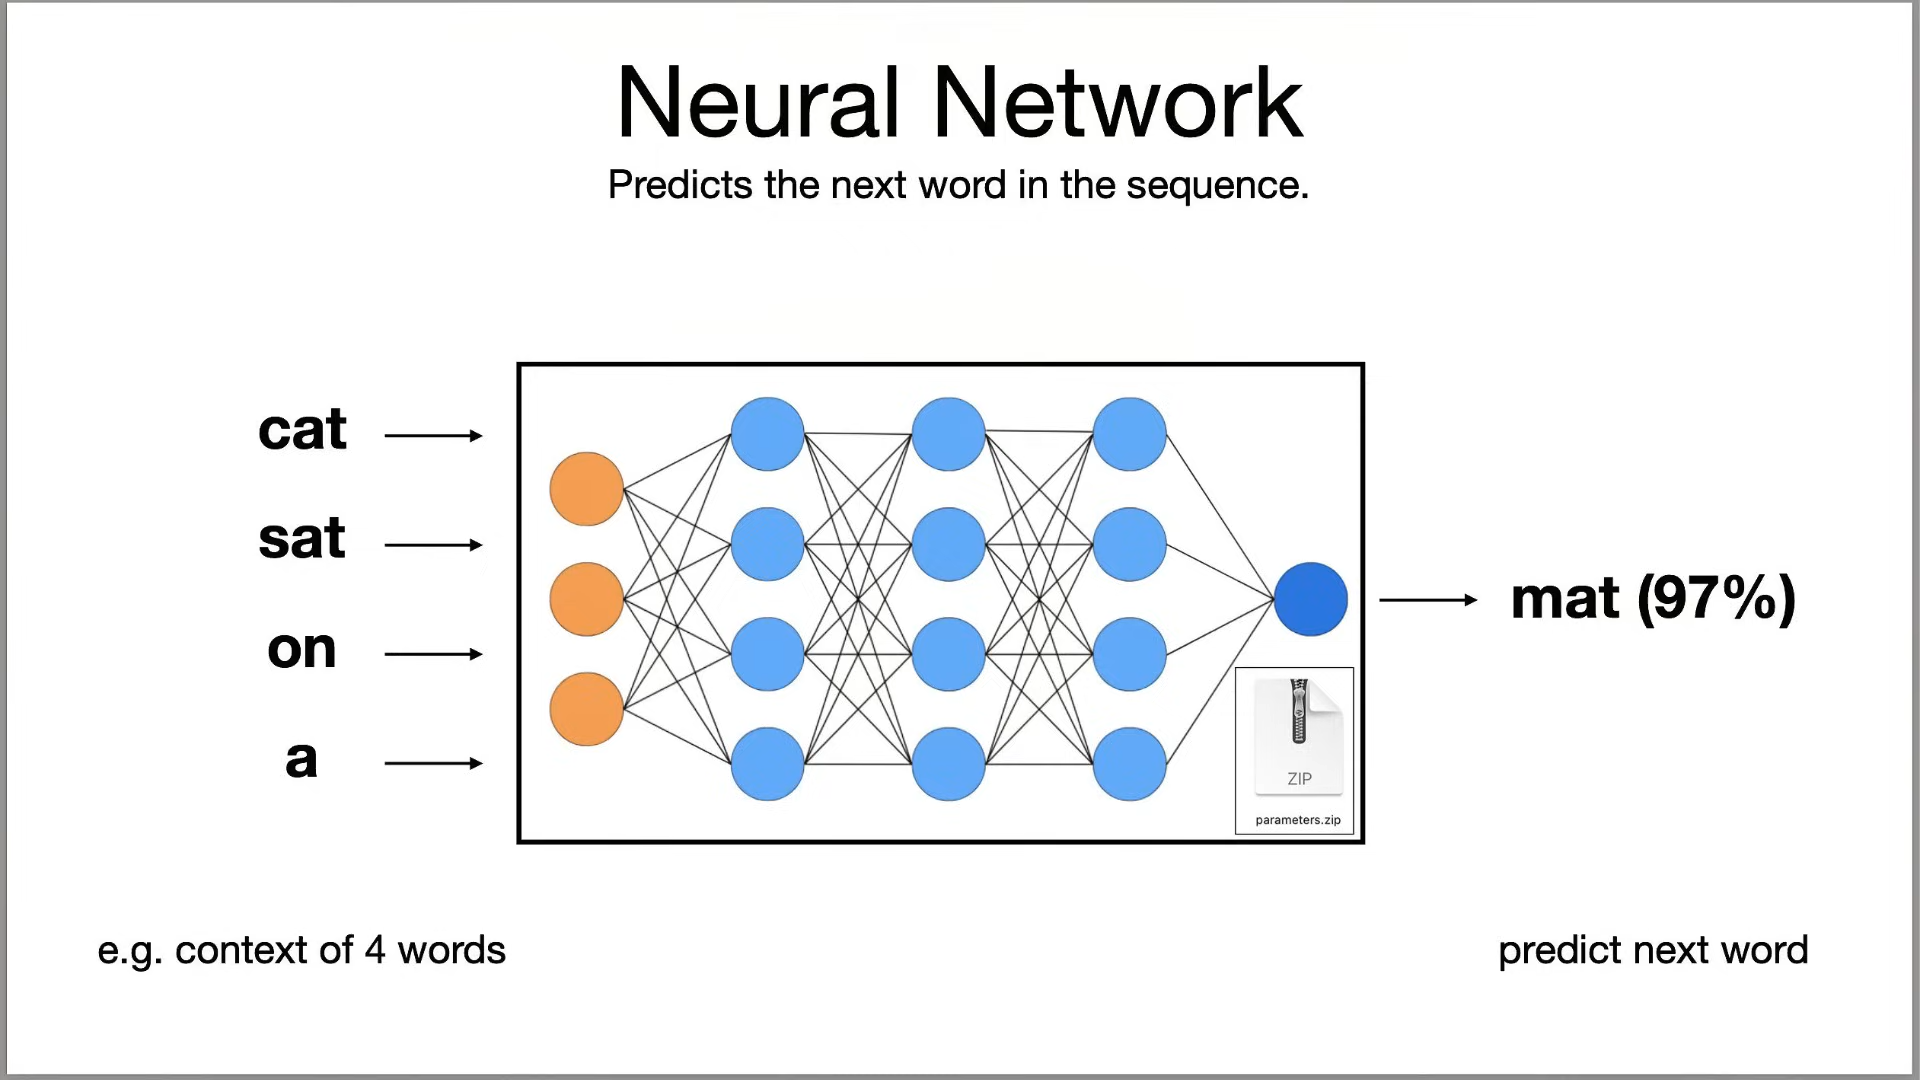 Neural Network
Predicts the next word in the sequence.
cat
sat
on
a
mat (97%)
ZIP
parameters.zip
e.g. context of 4 words
predict next word